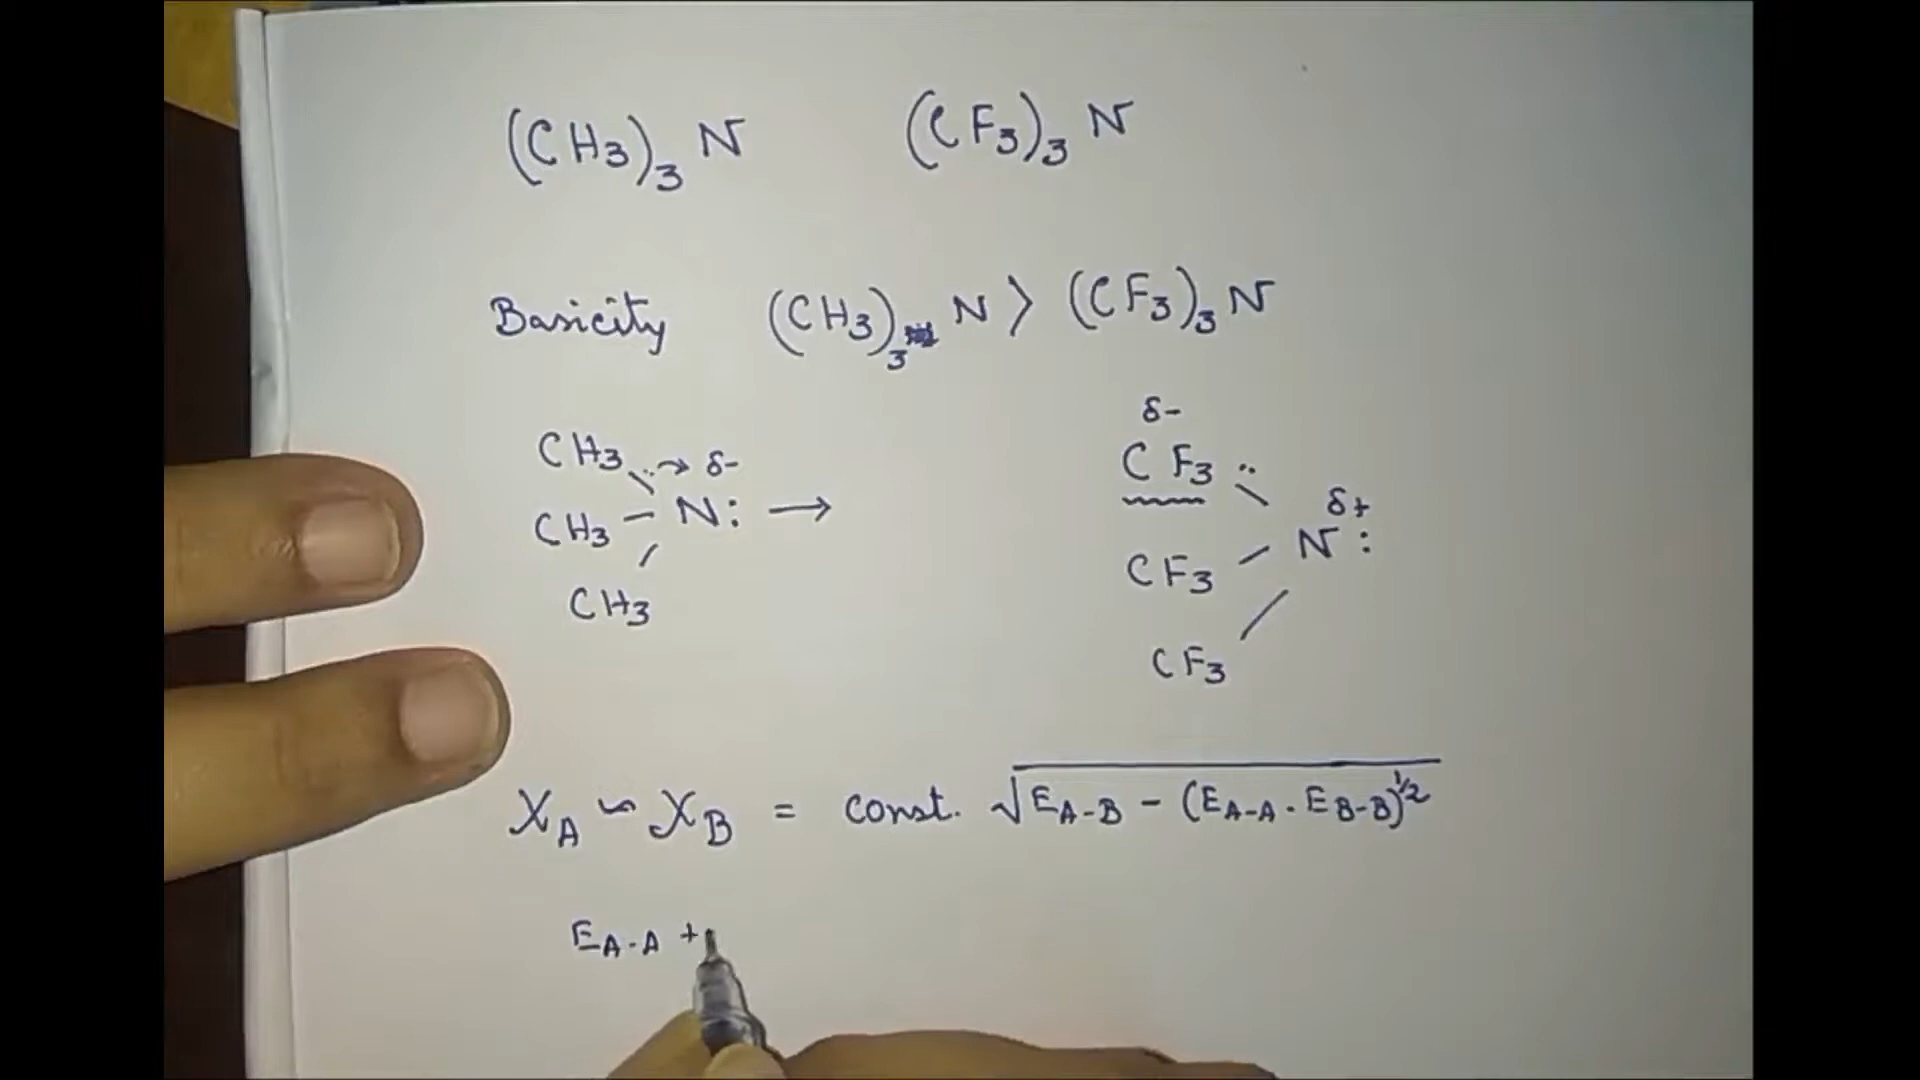 (CH3)3 N (CF3)3 N
Basicity (CH3)3 N > (CF3)3 N
δ-
CH3 .. → δ- CF3 ..
CH3 – N: → δ+
CF3 – N:
CH3
CF3
XA ~ XB = const. √EA-B - (EA-A . EB-B)^1/2
EA-A +